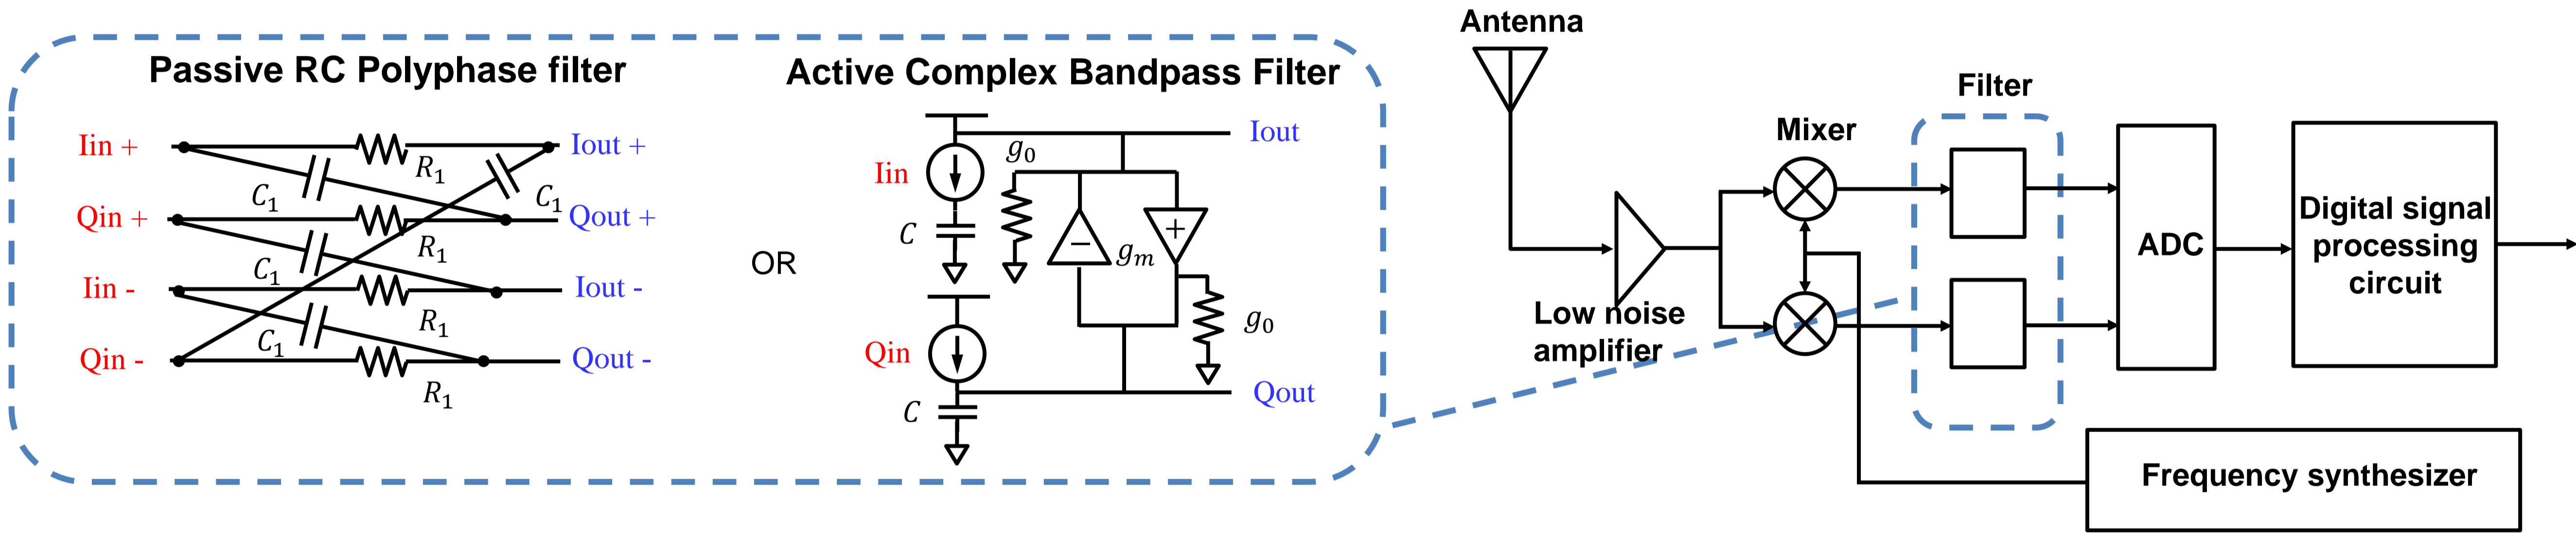 Passive RC Polyphase filter
Iin +
Qin +
Iin -
Qin -
R₁
C₁
C₁
R₁
C₁
R₁
C₁
R₁
Iout +
Qout +
Iout -
Qout -
OR
Active Complex Bandpass Filter
Iin
C
g₀
−
gₘ
+
g₀
Qin
C
Iout
Qout
Antenna
Low noise
amplifier
Mixer
Filter
ADC
Digital signal
processing
circuit
Frequency synthesizer